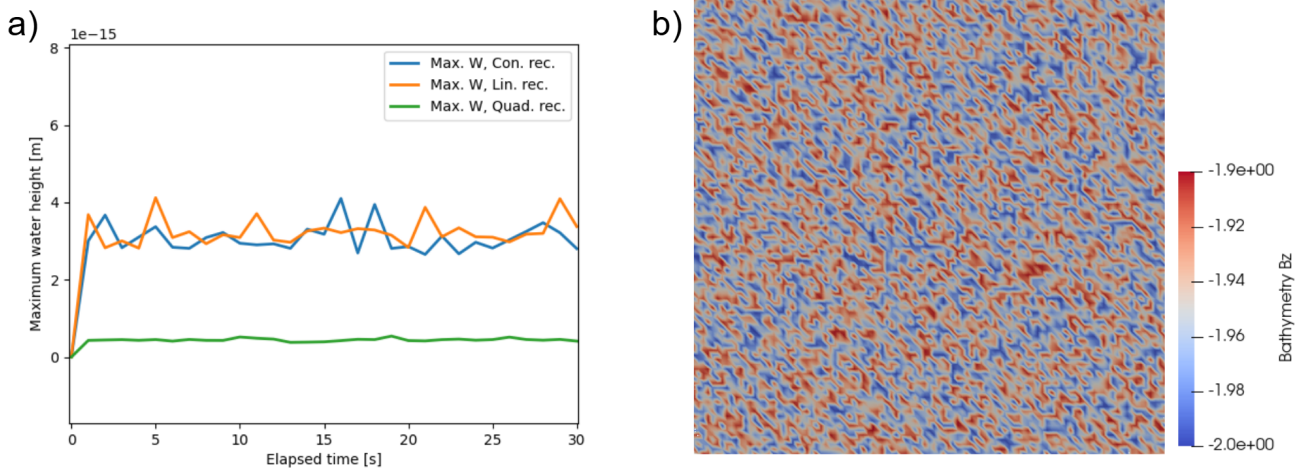 a)
1e−15
8
6
4
2
0
Maximum water height [m]
Max. W, Con. rec.
Max. W, Lin. rec.
Max. W, Quad. rec.
0 5 10 15 20 25 30
Elapsed time [s]
b)
-1.9e+00
-1.92
-1.94
-1.96
-1.98
-2.0e+00
Bathymetry Bz